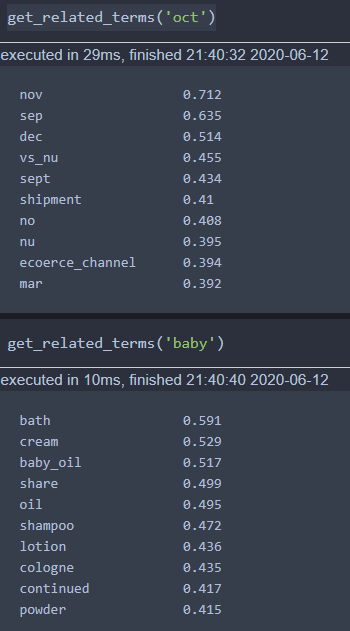 get_related_terms('oct')
executed in 29ms, finished 21:40:32 2020-06-12
nov 0.712
sep 0.635
dec 0.514
vs_nu 0.455
sept 0.434
shipment 0.41
no 0.408
nu 0.395
ecoerce_channel 0.394
mar 0.392
get_related_terms('baby')
executed in 10ms, finished 21:40:40 2020-06-12
bath 0.591
cream 0.529
baby_oil 0.517
share 0.499
oil 0.495
shampoo 0.472
lotion 0.436
cologne 0.435
continued 0.417
powder 0.415